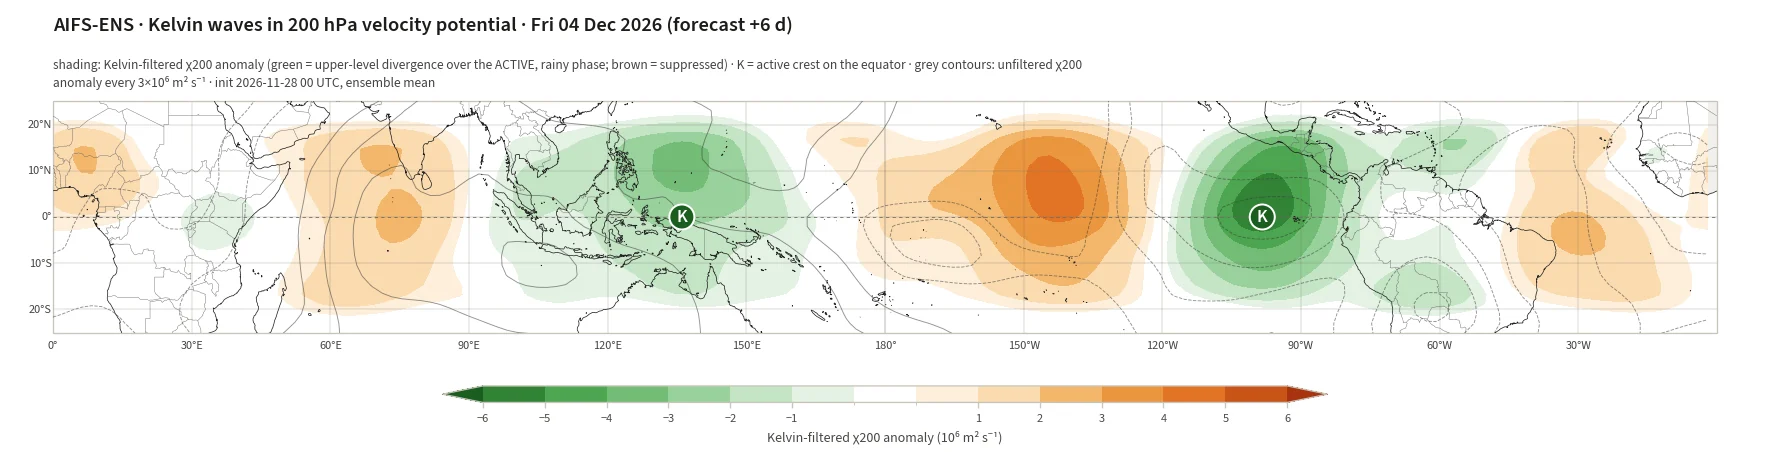 AIFS-ENS · Kelvin waves in 200 hPa velocity potential · Fri 04 Dec 2026 (forecast +6 d)
shading: Kelvin-filtered χ200 anomaly (green = upper-level divergence over the ACTIVE, rainy phase; brown = suppressed) · K = active crest on the equator · grey contours: unfiltered χ200
anomaly every 3×10⁶ m² s⁻¹ · init 2026-11-28 00 UTC, ensemble mean
20°N
10°N
0°
10°S
20°S
K
K
0° 30°E 60°E 90°E 120°E 150°E 180° 150°W 120°W 90°W 60°W 30°W
−6 −5 −4 −3 −2 −1 1 2 3 4 5 6
Kelvin-filtered χ200 anomaly (10⁶ m² s⁻¹)